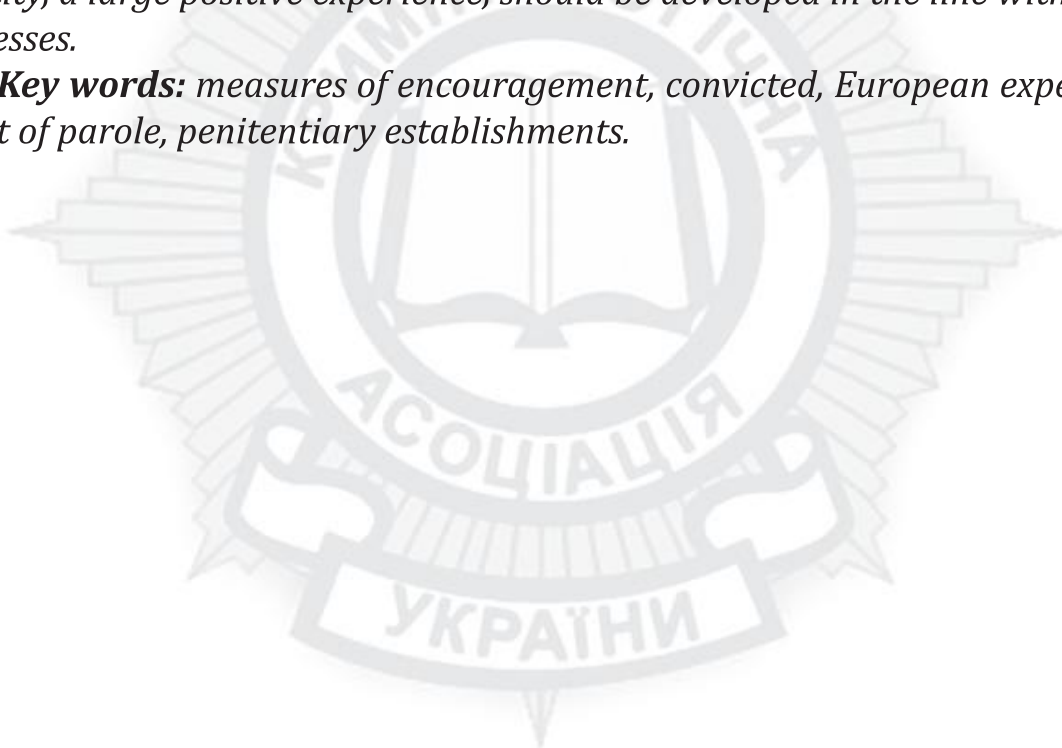 a large positive experience, should be developed in the line with
esses.
Key words: measures of encouragement, convicted, European expe
t of parole, penitentiary establishments.
АСОЦІАЦІЯ
УКРАЇНИ